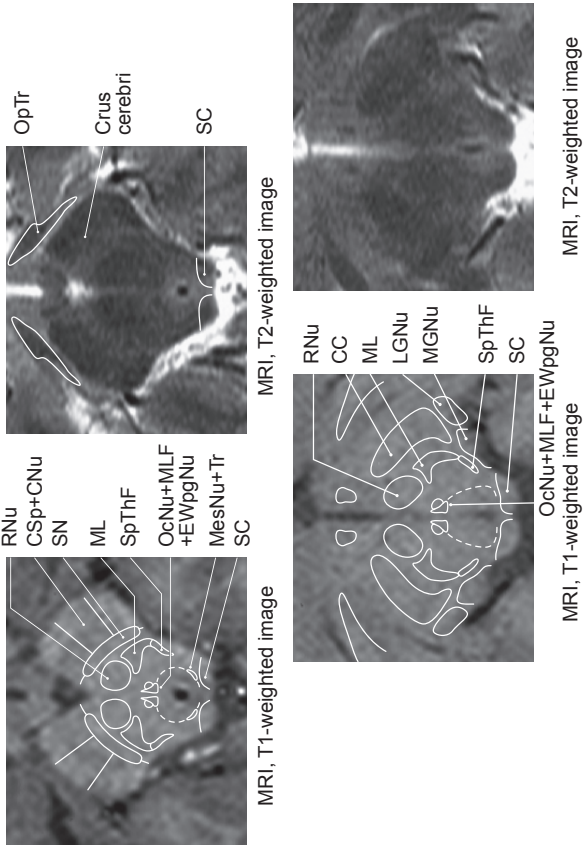 OpTr
Crus
cerebri
SC
MRI, T2-weighted image
MRI, T2-weighted image
RNu
CSp+CNu
SN
ML
SpThF
OcNu+MLF
+EWpgNu
MesNu+Tr
SC
MRI, T1-weighted image
RNu
CC
ML
LGNu
MGNu
SpThF
SC
OcNu+MLF+EWpgNu
MRI, T1-weighted image